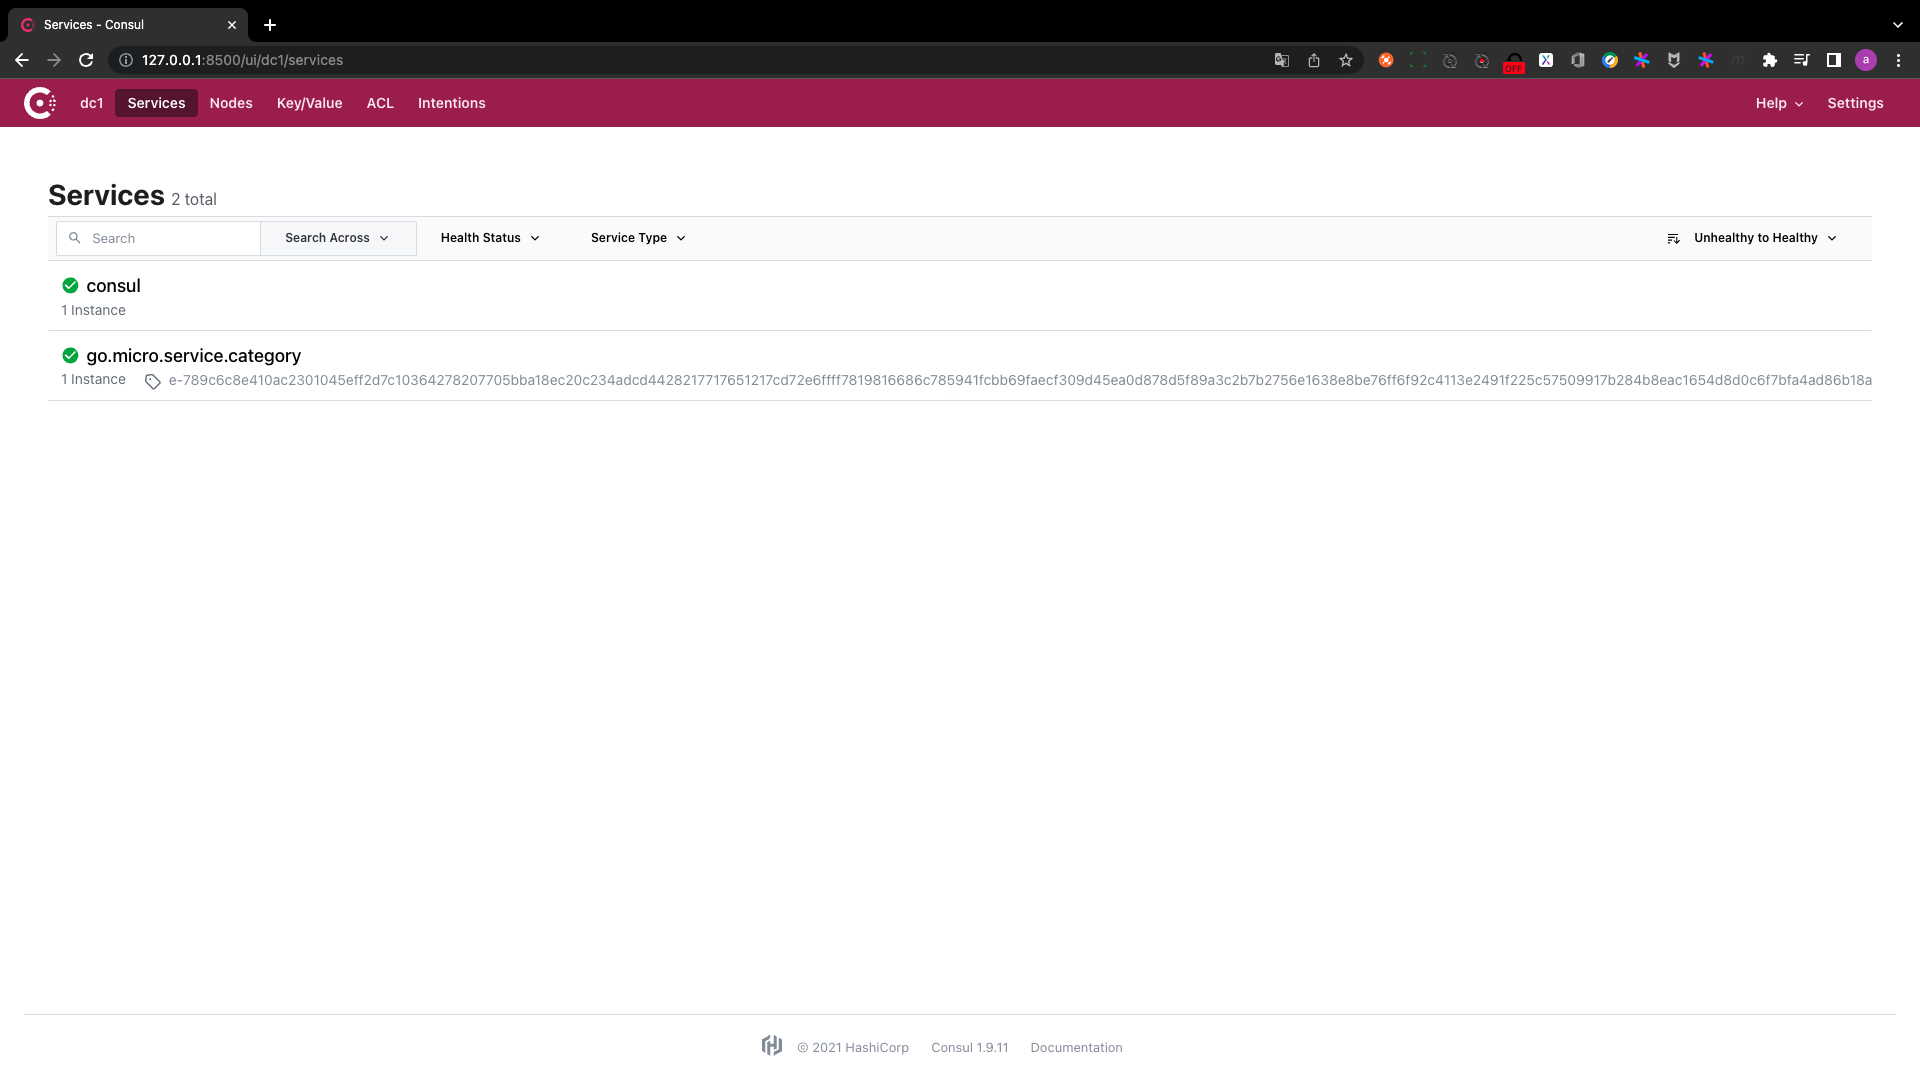 Services - Consul
127.0.0.1:8500/ui/dc1/services
OFF
a
dc1 Services Nodes Key/Value ACL Intentions Help Settings
Services 2 total
Search Search Across Health Status Service Type Unhealthy to Healthy
consul
1 Instance
go.micro.service.category
1 Instance e-789c6c8e410ac2301045eff2d7c10364278207705bba18ec20c234adcd4428217717651217cd72e6ffff7819816686c785941fcbb69faecf309d45ea0d878d5f89a3c2b7b2756e1638e8be76ff6f92c4113e2491f225c57509917b284b8eac1654d8d0c6f7bfa4ad86b18a
© 2021 HashiCorp Consul 1.9.11 Documentation